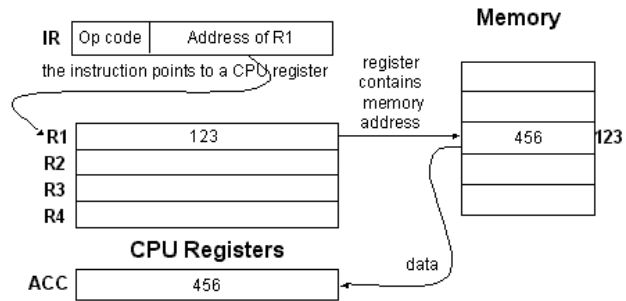 Memory
IR Op code Address of R1
the instruction points to a CPU register
register
contains
memory
address
R1 123 456 123
R2
R3
R4
CPU Registers
data
ACC 456